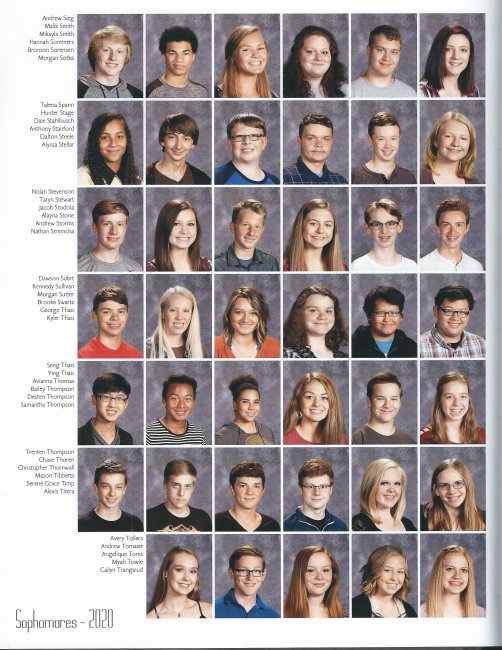 Andrew Sieg
Malik Smith
Mikayla Smith
Hannah Sommers
Bronson Sorensen
Morgan Sotka
Talena Spann
Hunter Stage
Dale Stahlbusch
Anthony Stanford
Dalton Steele
Alyssa Stellar
Nolan Stevenson
Taryn Stewart
Jacob Stodola
Alayna Stone
Andrew Storms
Nathan Stremcha
Dawson Subrt
Kennedy Sullivan
Morgan Sutter
Brooke Swartz
George Thao
Kyler Thao
Seng Thao
Ying Thao
Avianna Thomas
Bailey Thompson
Desten Thompson
Samantha Thompson
Trenten Thompson
Chase Thoren
Christopher Thornwall
Mason Tibbetts
Serene Grace Timp
Alexis Titera
Avery Tollers
Andrew Tomaier
Angelique Toms
Myah Towle
Cailyn Trangsrud
Sophomores - 2020